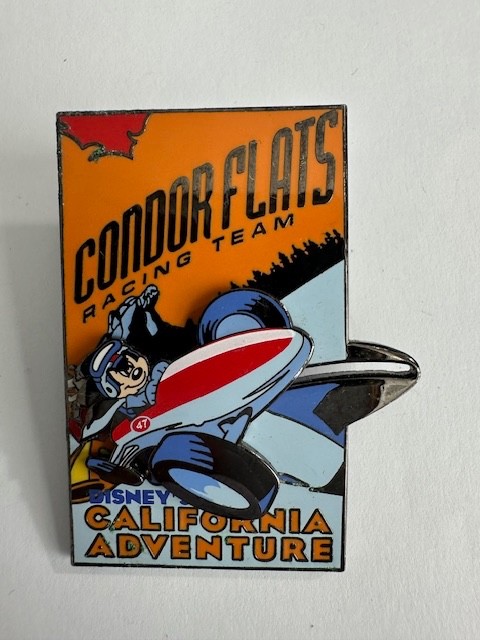 CONDOR FLATS
RACING TEAM
47
DISNEY'S
CALIFORNIA
ADVENTURE